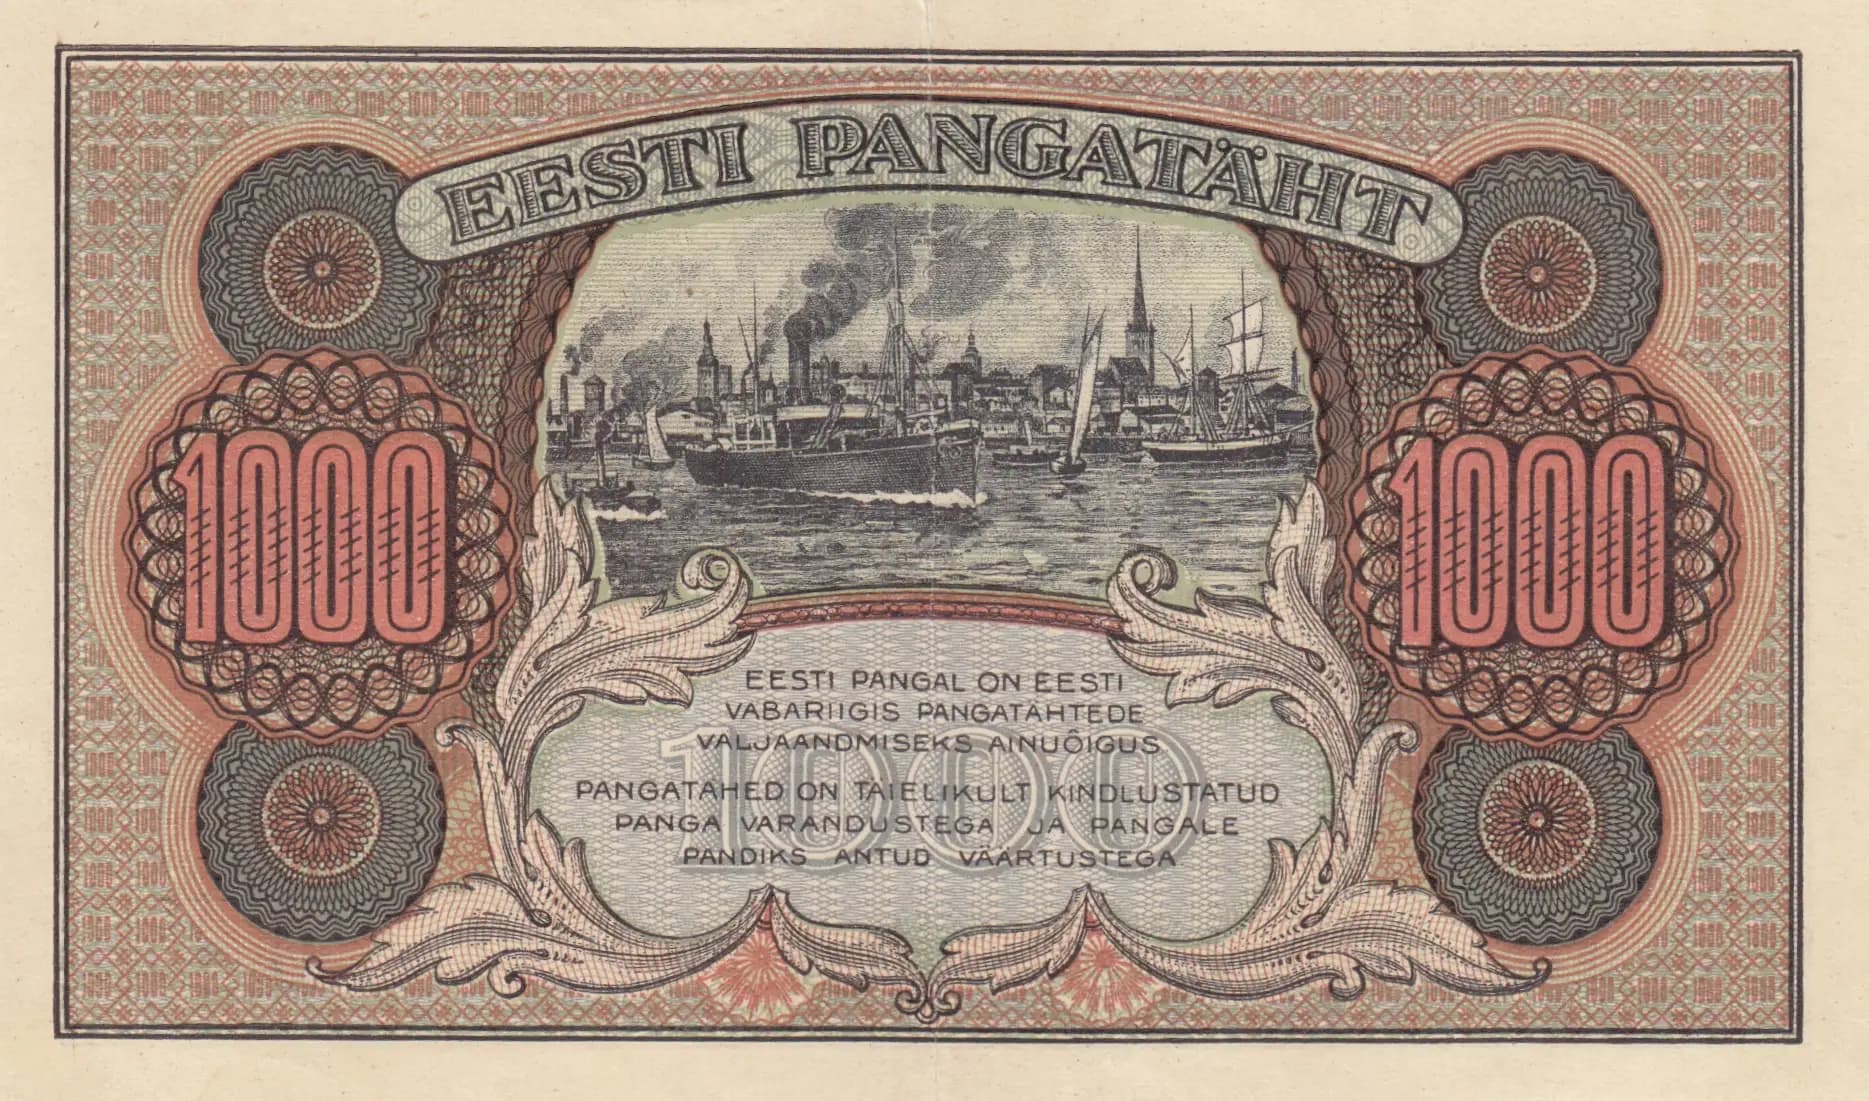 EESTI PANGATÄHT
1000
1000
EESTI PANGAL ON EESTI
VABARIIGIS PANGATÄHTEDE
VÄLJAANDMISEKS AINUÕIGUS
PANGATÄHED ON TÄIELIKULT KINDLUSTATUD
PANGA VARANDUSTEGA JA PANGALE
PANDIKS ANTUD VÄÄRTUSTEGA
1000